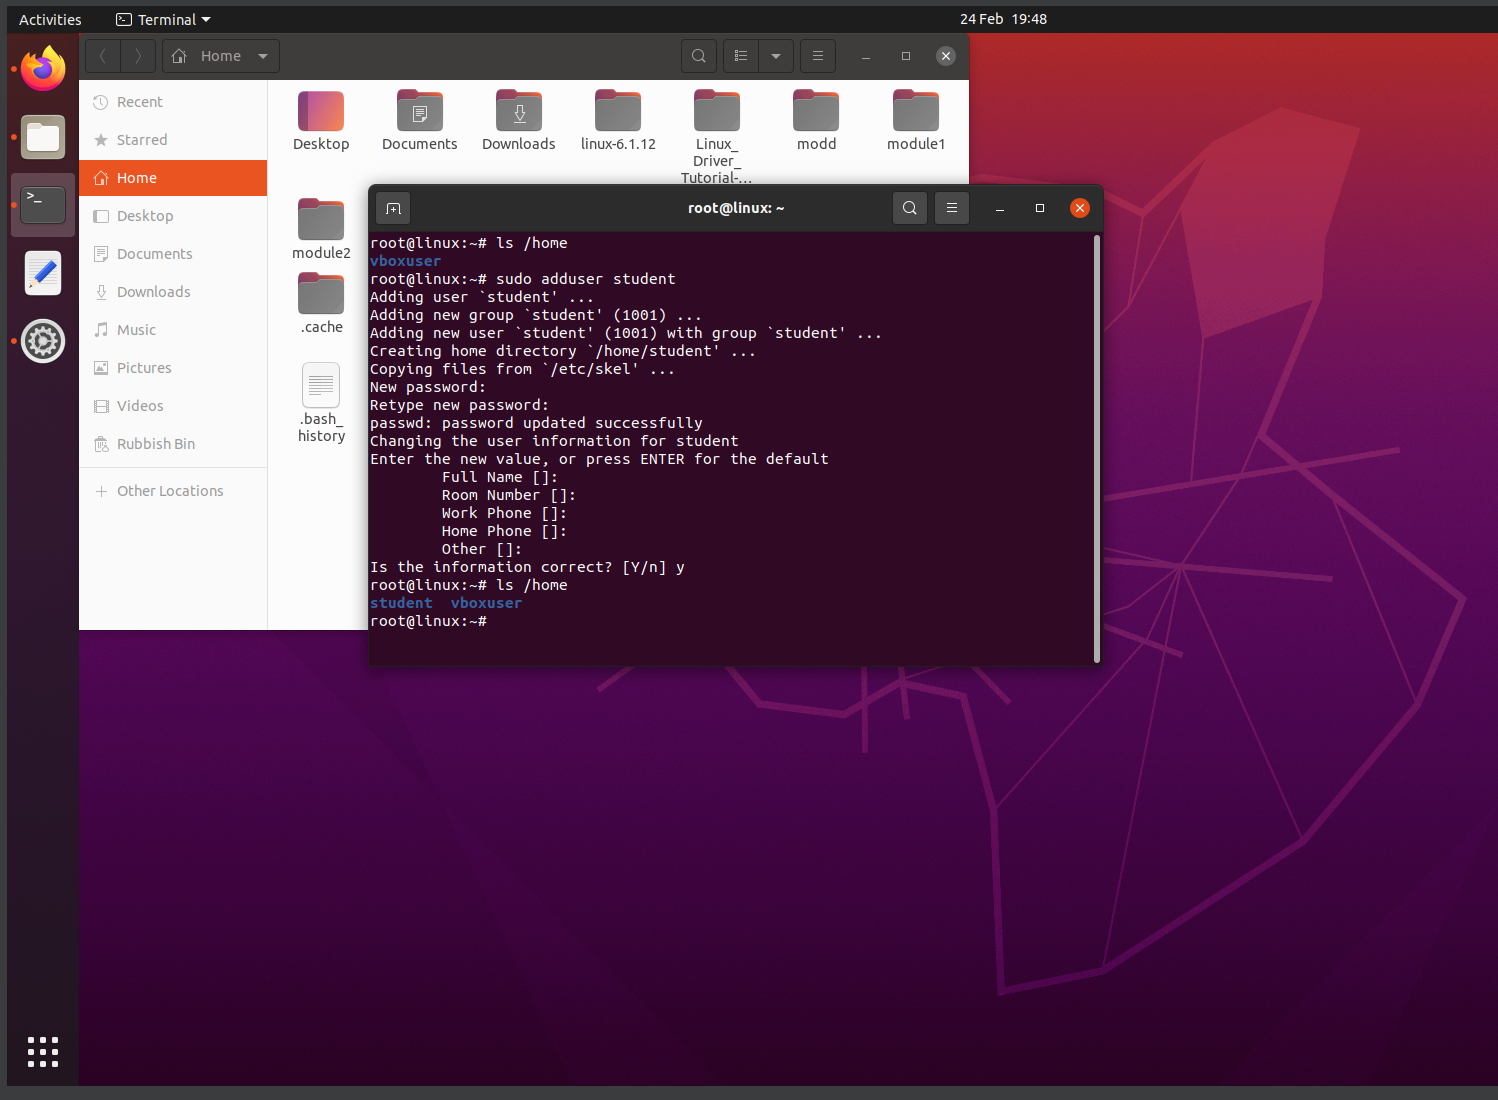 Activities
Terminal
24 Feb 19:48
Home
Recent
Starred
Home
Desktop
Documents
Downloads
Music
Pictures
Videos
Rubbish Bin
Other Locations
Desktop
Documents
Downloads
linux-6.1.12
Linux_
Driver_
Tutorial-...
modd
module1
module2
.cache
.bash_
history
root@linux: ~
root@linux:~# ls /home
vboxuser
root@linux:~# sudo adduser student
Adding user `student' ...
Adding new group `student' (1001) ...
Adding new user `student' (1001) with group `student' ...
Creating home directory `/home/student' ...
Copying files from `/etc/skel' ...
New password:
Retype new password:
passwd: password updated successfully
Changing the user information for student
Enter the new value, or press ENTER for the default
Full Name []:
Room Number []:
Work Phone []:
Home Phone []:
Other []:
Is the information correct? [Y/n] y
root@linux:~# ls /home
student vboxuser
root@linux:~#